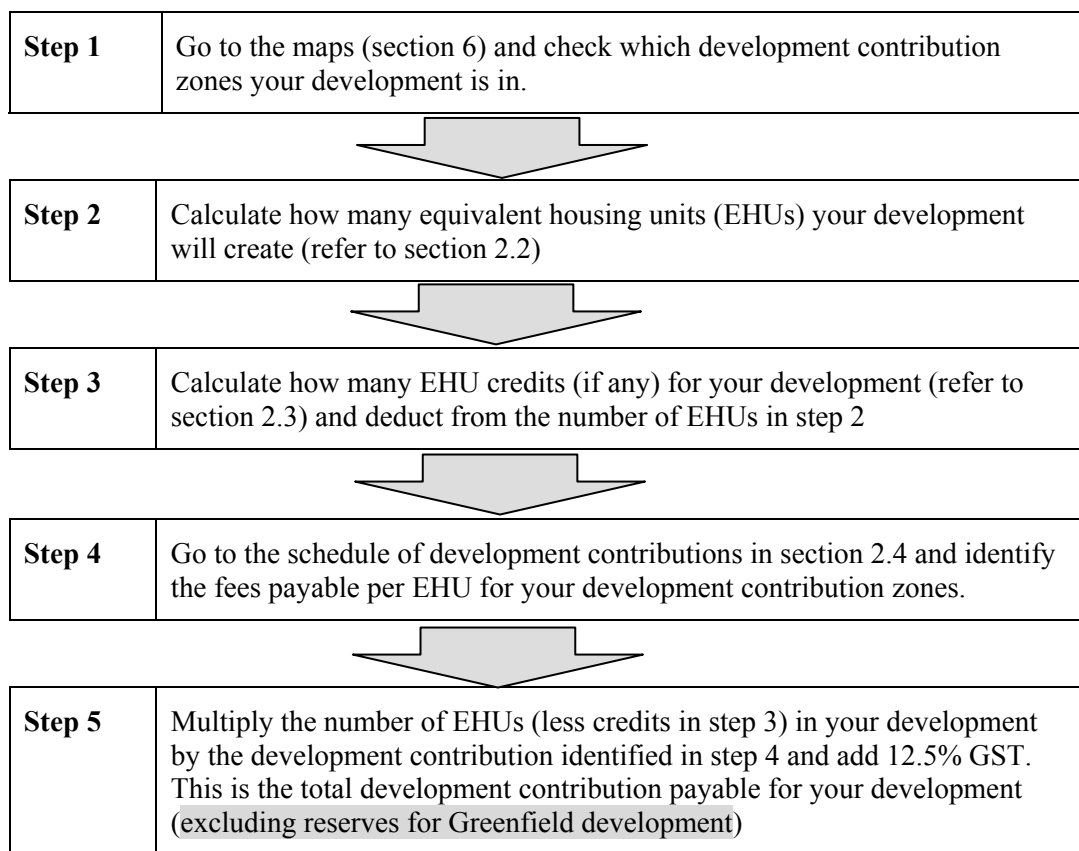 Step 1 Go to the maps (section 6) and check which development contribution
zones your development is in.
Step 2 Calculate how many equivalent housing units (EHUs) your development
will create (refer to section 2.2)
Step 3 Calculate how many EHU credits (if any) for your development (refer to
section 2.3) and deduct from the number of EHUs in step 2
Step 4 Go to the schedule of development contributions in section 2.4 and identify
the fees payable per EHU for your development contribution zones.
Step 5 Multiply the number of EHUs (less credits in step 3) in your development
by the development contribution identified in step 4 and add 12.5% GST.
This is the total development contribution payable for your development
(excluding reserves for Greenfield development)